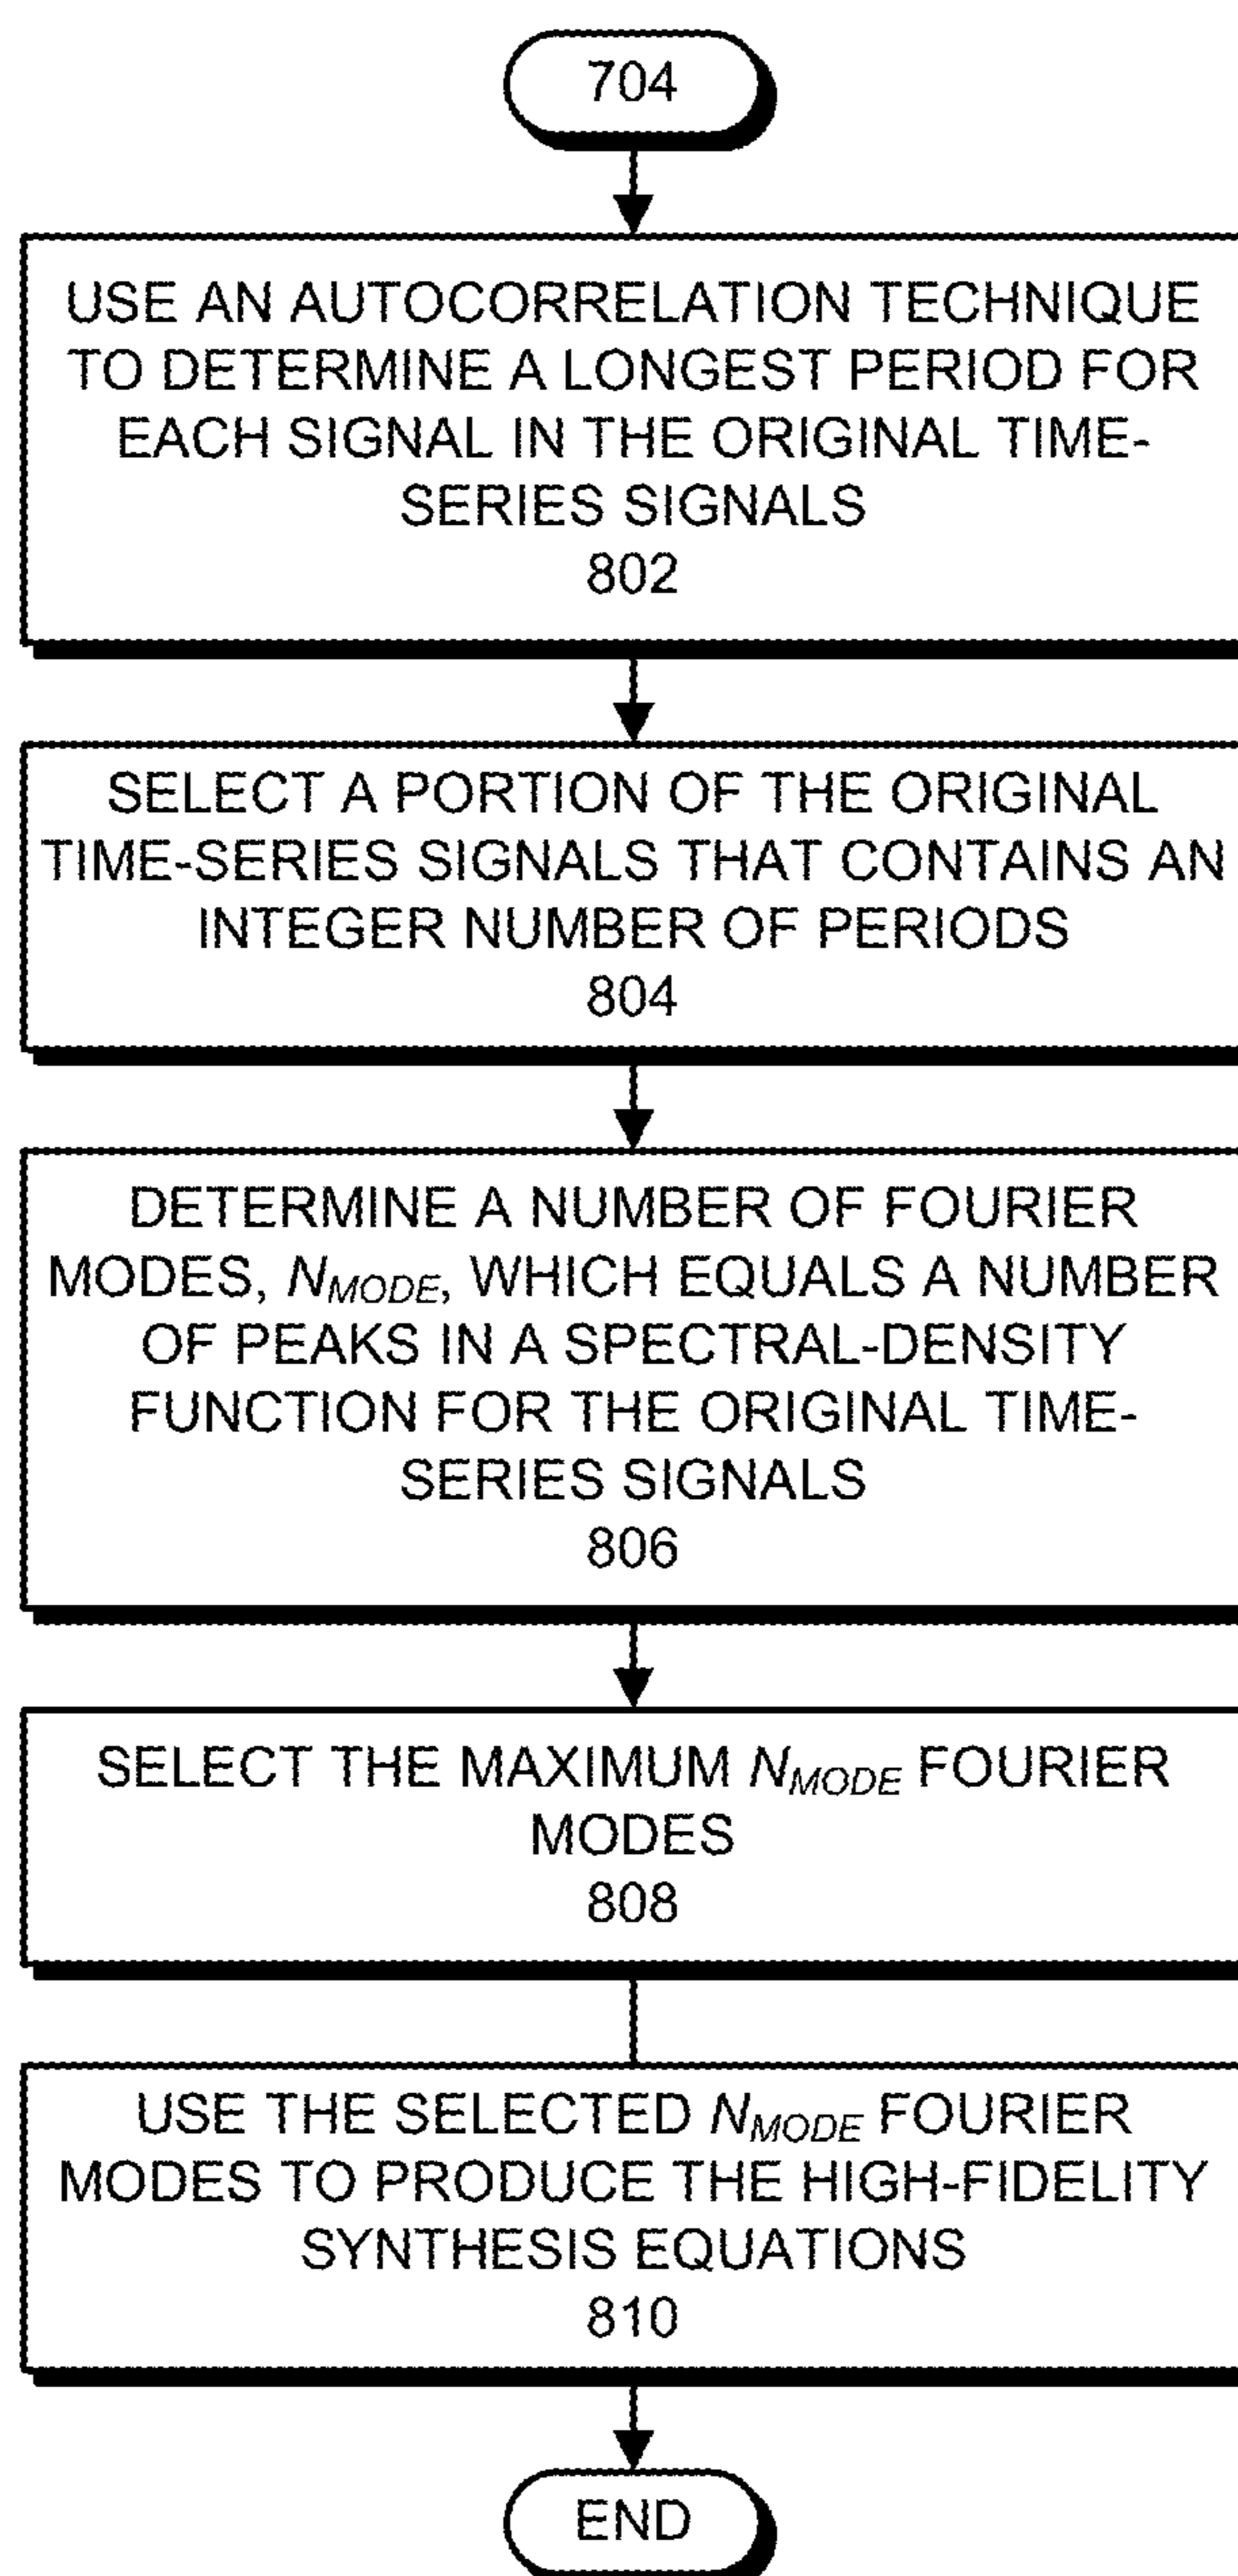 704
USE AN AUTOCORRELATION TECHNIQUE
TO DETERMINE A LONGEST PERIOD FOR
EACH SIGNAL IN THE ORIGINAL TIME-
SERIES SIGNALS
802
SELECT A PORTION OF THE ORIGINAL
TIME-SERIES SIGNALS THAT CONTAINS AN
INTEGER NUMBER OF PERIODS
804
DETERMINE A NUMBER OF FOURIER
MODES, N_MODE, WHICH EQUALS A NUMBER
OF PEAKS IN A SPECTRAL-DENSITY
FUNCTION FOR THE ORIGINAL TIME-
SERIES SIGNALS
806
SELECT THE MAXIMUM N_MODE FOURIER
MODES
808
USE THE SELECTED N_MODE FOURIER
MODES TO PRODUCE THE HIGH-FIDELITY
SYNTHESIS EQUATIONS
810
END